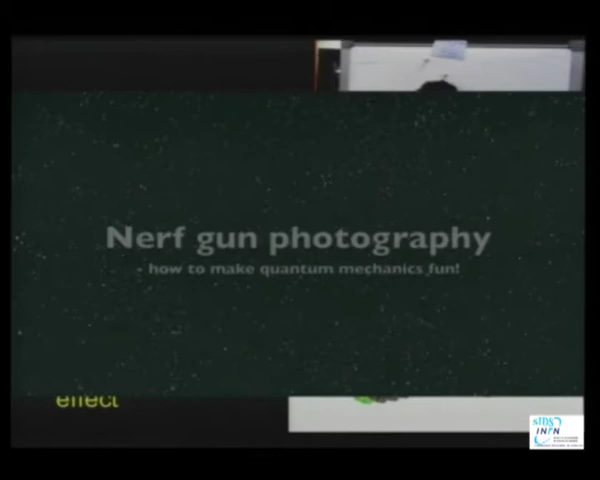 Nerf gun photography
- how to make quantum mechanics fun!
effect
SIDS
INFN